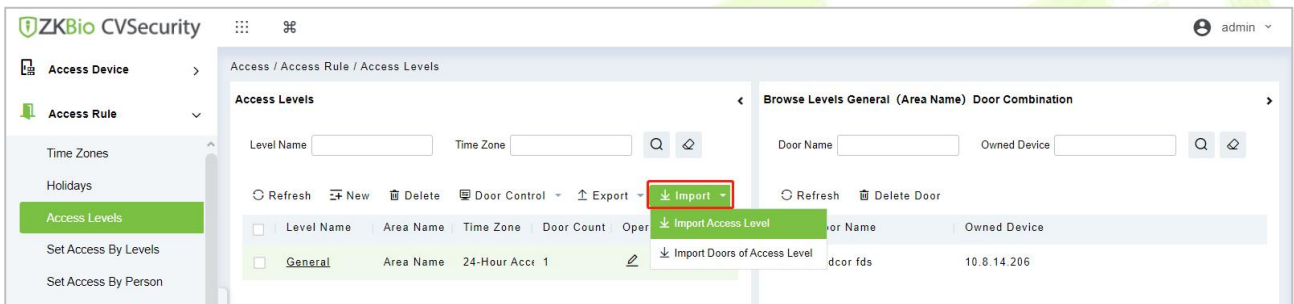 ZKBio CVSecurity
admin
Access Device
Access Rule
Time Zones
Holidays
Access Levels
Set Access By Levels
Set Access By Person
Access / Access Rule / Access Levels
Access Levels
Level Name Time Zone
Refresh New Delete Door Control Export Import
Import Access Level
Import Doors of Access Level
Level Name Area Name Time Zone Door Count Oper
General Area Name 24-Hour Acce 1
Browse Levels General (Area Name) Door Combination
Door Name Owned Device
Refresh Delete Door
or Name Owned Device
dcor fds 10.8.14.206